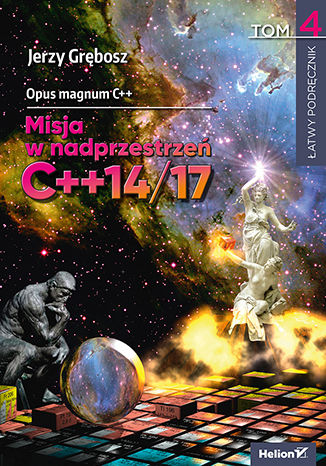 TOM 4
ŁATWY PODRĘCZNIK
Jerzy Grębosz
Opus magnum C++
Misja
w nadprzestrzeń
C++14/17
Helion